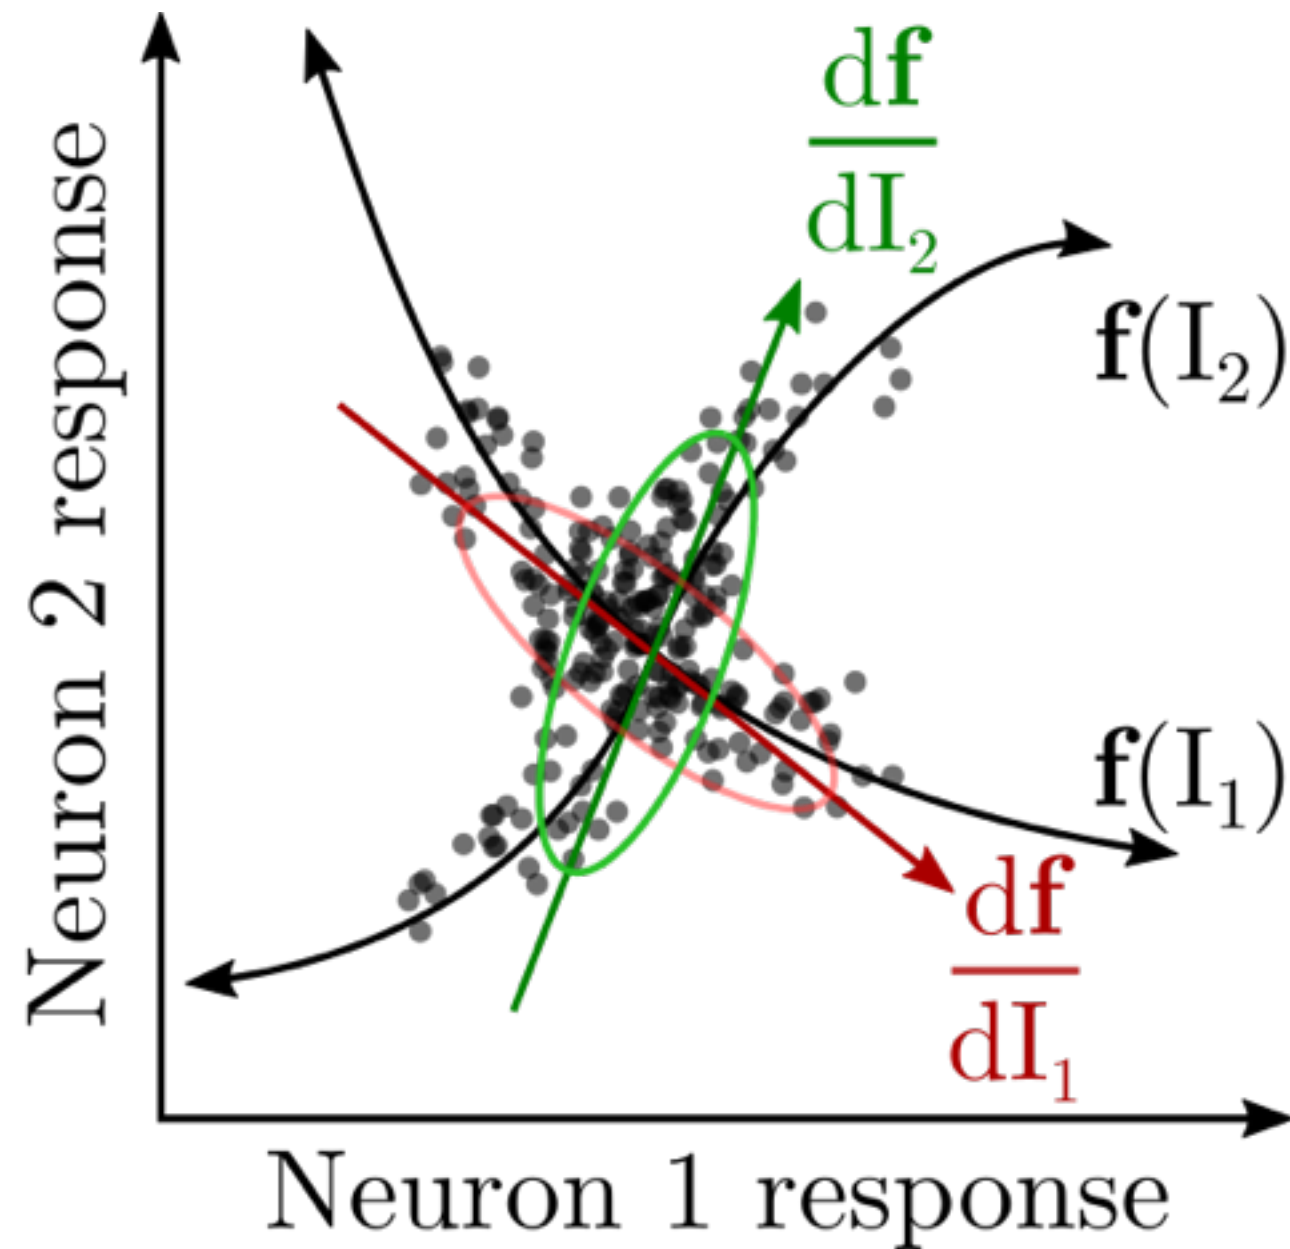 df
dI₂
Neuron 2 response
f(I₂)
f(I₁)
df
dI₁
Neuron 1 response